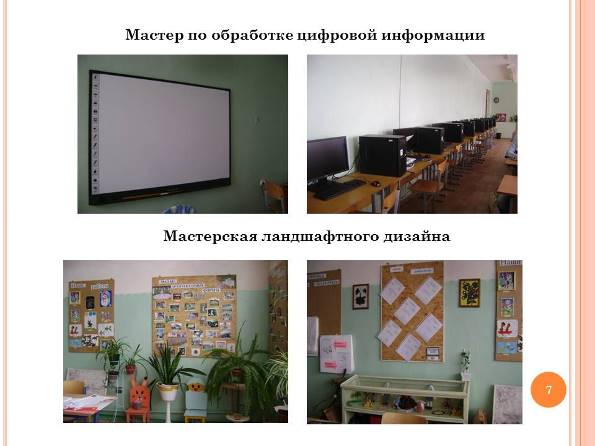 Мастер по обработке цифровой информации
Мастерская ландшафтного дизайна
7